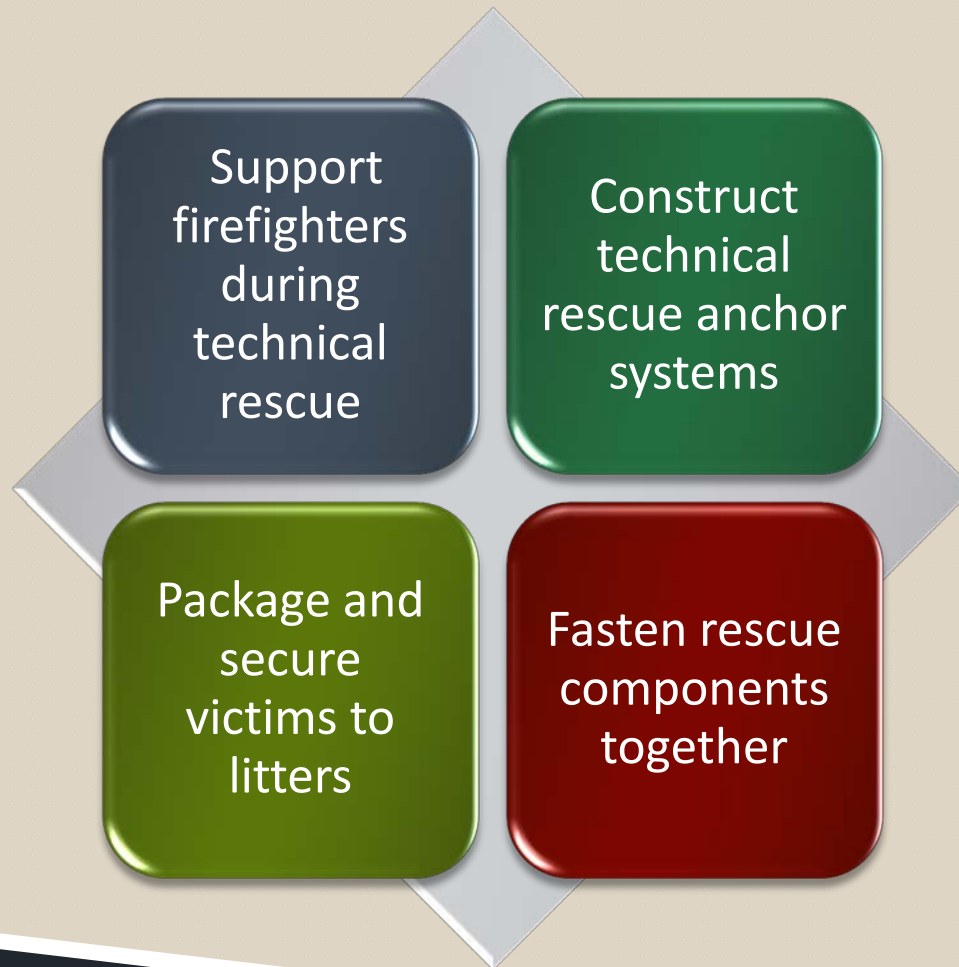 Support
firefighters
during
technical
rescue
Construct
technical
rescue anchor
systems
Package and
secure
victims to
litters
Fasten rescue
components
together